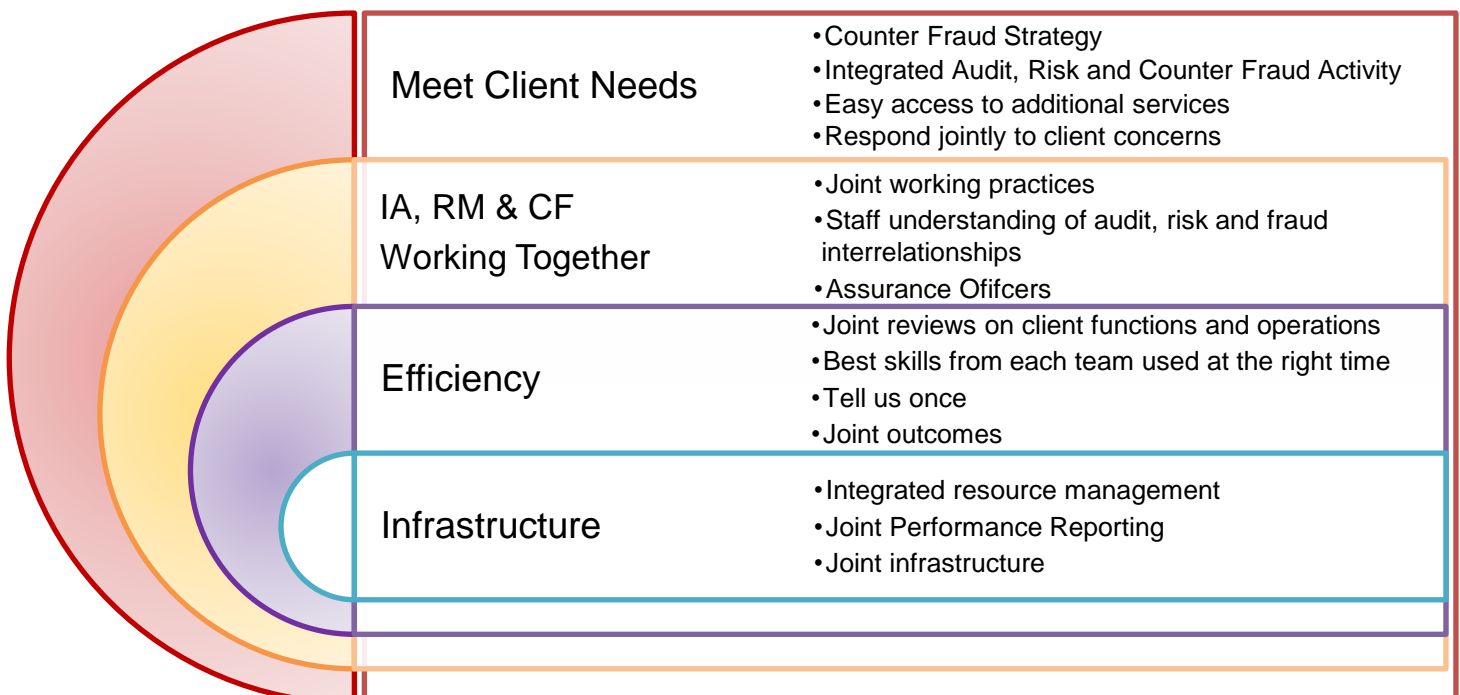 Meet Client Needs
•Counter Fraud Strategy
•Integrated Audit, Risk and Counter Fraud Activity
•Easy access to additional services
•Respond jointly to client concerns
IA, RM & CF
Working Together
•Joint working practices
•Staff understanding of audit, risk and fraud
interrelationships
•Assurance Ofifcers
Efficiency
•Joint reviews on client functions and operations
•Best skills from each team used at the right time
•Tell us once
•Joint outcomes
Infrastructure
•Integrated resource management
•Joint Performance Reporting
•Joint infrastructure